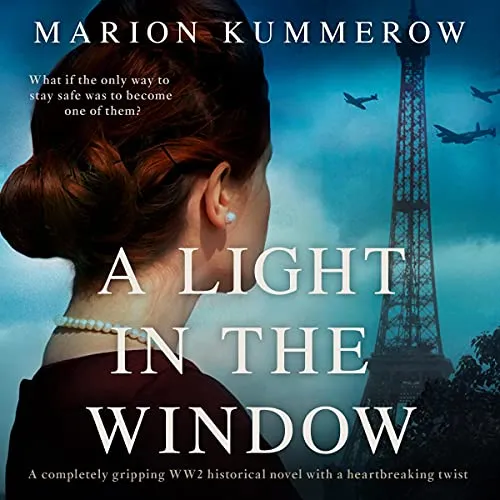 MARION KUMMEROW
What if the only way to
stay safe was to become
one of them?
A LIGHT
IN THE
WINDOW
A completely gripping WW2 historical novel with a heartbreaking twist